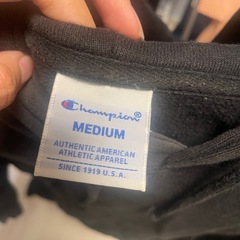 Champion
MEDIUM
AUTHENTIC AMERICAN
ATHLETIC APPAREL
SINCE 1919 U.S.A.